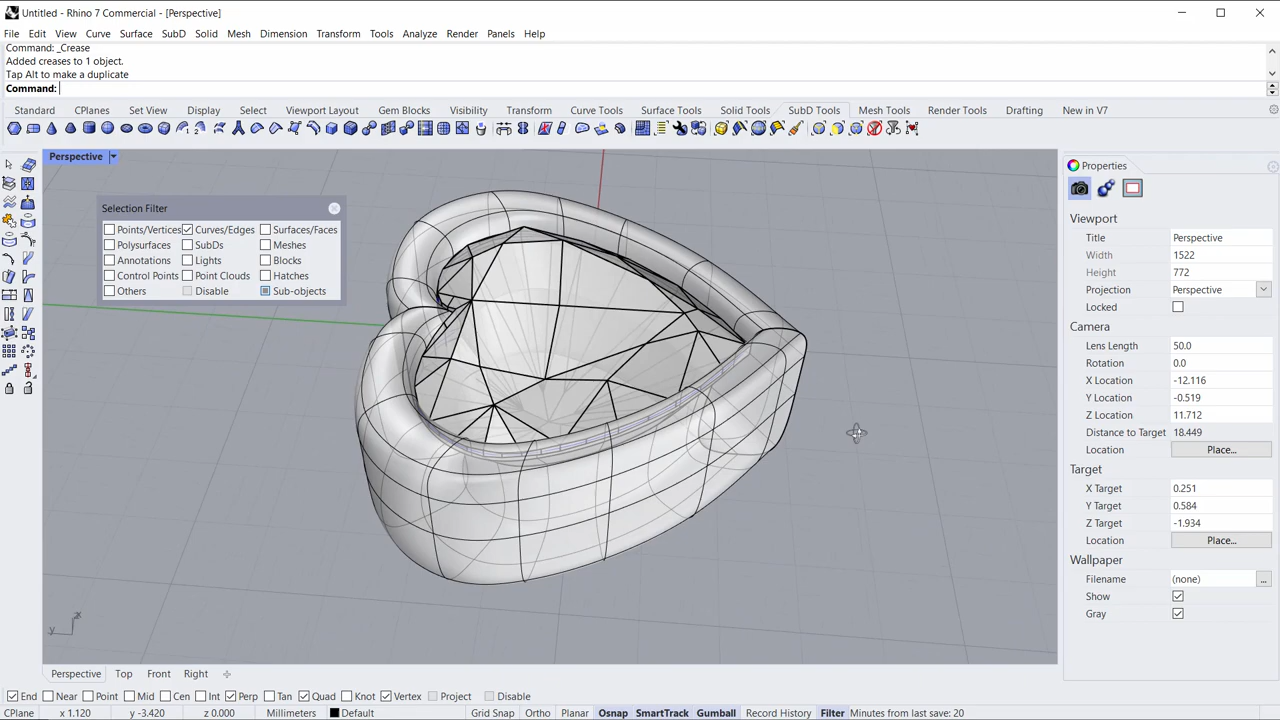 Untitled - Rhino 7 Commercial - [Perspective]
File Edit View Curve Surface SubD Solid Mesh Dimension Transform Tools Analyze Render Panels Help
Command: _Crease
Added creases to 1 object.
Tap Alt to make a duplicate
Command:
Standard CPlanes Set View Display Select Viewport Layout Gem Blocks Visibility Transform Curve Tools Surface Tools Solid Tools SubD Tools Mesh Tools Render Tools Drafting New in V7
Perspective
Selection Filter
Points/Vertices Curves/Edges Surfaces/Faces
Polysurfaces SubDs Meshes
Annotations Lights Blocks
Control Points Point Clouds Hatches
Others Disable Sub-objects
Properties
Viewport
Title Perspective
Width 1522
Height 772
Projection Perspective
Locked
Camera
Lens Length 50.0
Rotation 0.0
X Location -12.116
Y Location -0.519
Z Location 11.712
Distance to Target 18.449
Location Place...
Target
X Target 0.251
Y Target 0.584
Z Target -1.934
Location Place...
Wallpaper
Filename (none) ...
Show
Gray
z
y
Perspective Top Front Right
End Near Point Mid Cen Int Perp Tan Quad Knot Vertex Project Disable
CPlane x 1.120 y -3.420 z 0.000 Millimeters Default Grid Snap Ortho Planar Osnap SmartTrack Gumball Record History Filter Minutes from last save: 20